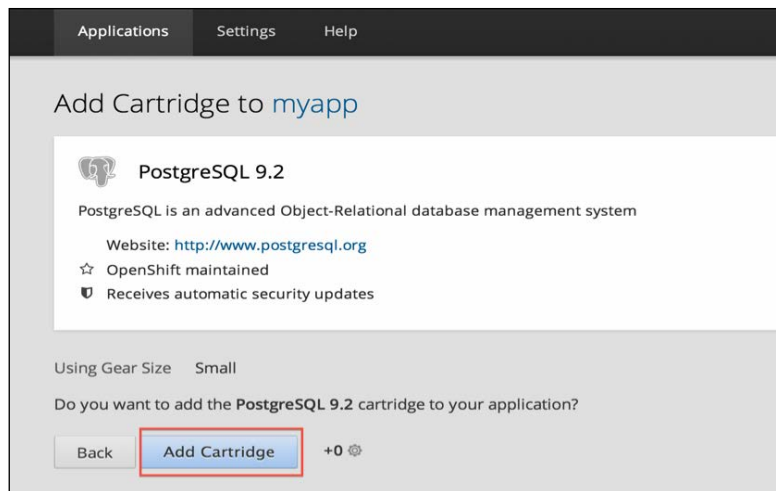 Applications Settings Help
Add Cartridge to myapp
PostgreSQL 9.2
PostgreSQL is an advanced Object-Relational database management system
Website: http://www.postgresql.org
OpenShift maintained
Receives automatic security updates
Using Gear Size Small
Do you want to add the PostgreSQL 9.2 cartridge to your application?
Back Add Cartridge +0